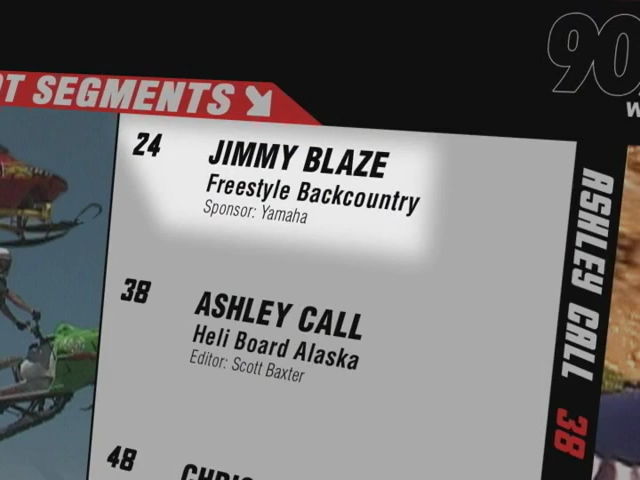 90
W
OT SEGMENTS
24
JIMMY BLAZE
Freestyle Backcountry
Sponsor: Yamaha
38
ASHLEY CALL
Heli Board Alaska
Editor: Scott Baxter
48
ASHLEY CALL 38